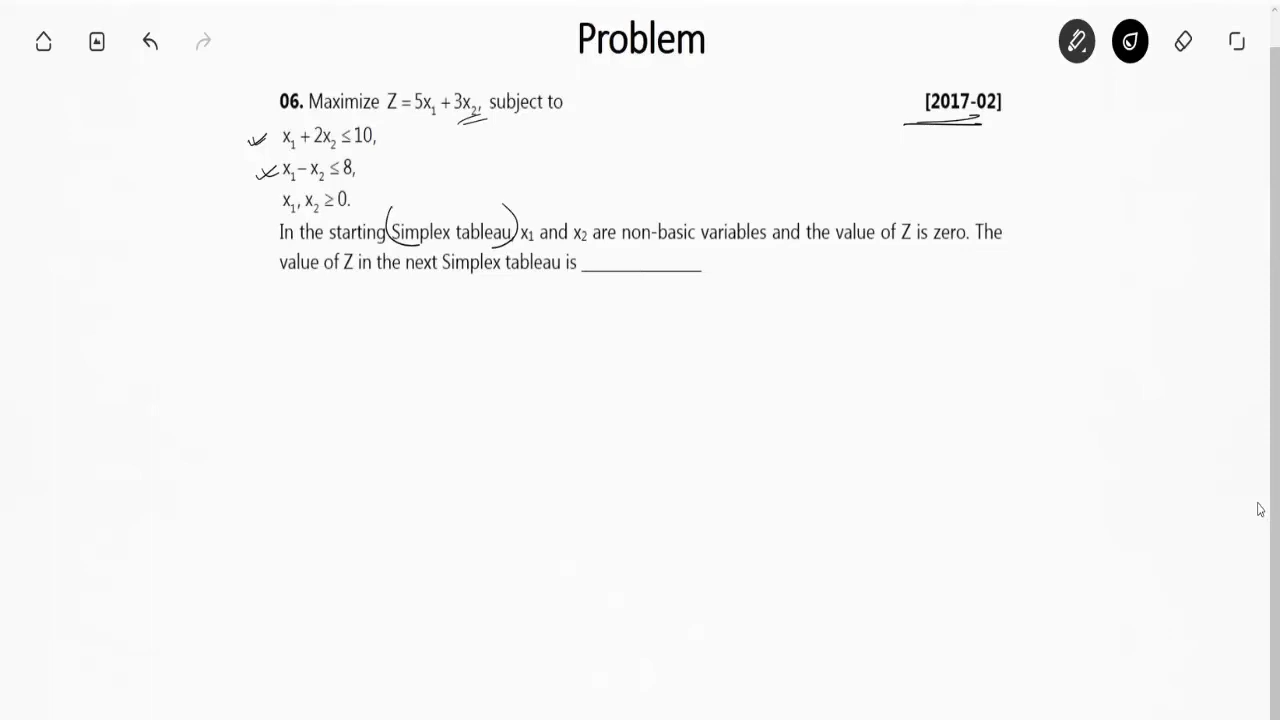 Problem
06. Maximize Z = 5x₁ + 3x₂, subject to [2017-02]
x₁ + 2x₂ ≤ 10,
x₁ – x₂ ≤ 8,
x₁, x₂ ≥ 0.
In the starting Simplex tableau, x₁ and x₂ are non-basic variables and the value of Z is zero. The
value of Z in the next Simplex tableau is ____________